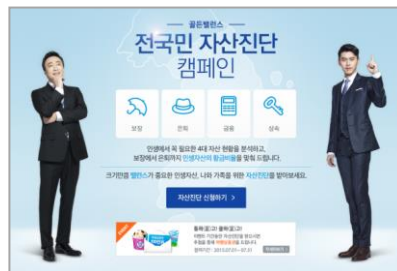 골든밸런스
전국민 자산진단
캠페인
보장
은퇴
금융
상속
인생에서 꼭 필요한 4대 자산 현황을 분석하고,
보장에서 은퇴까지 인생자산의 황금비율을 맞춰 드립니다.
크기만큼 밸런스가 중요한 인생자산, 나와 가족을 위한 자산진단을 받아보세요.
자산진단 신청하기 >